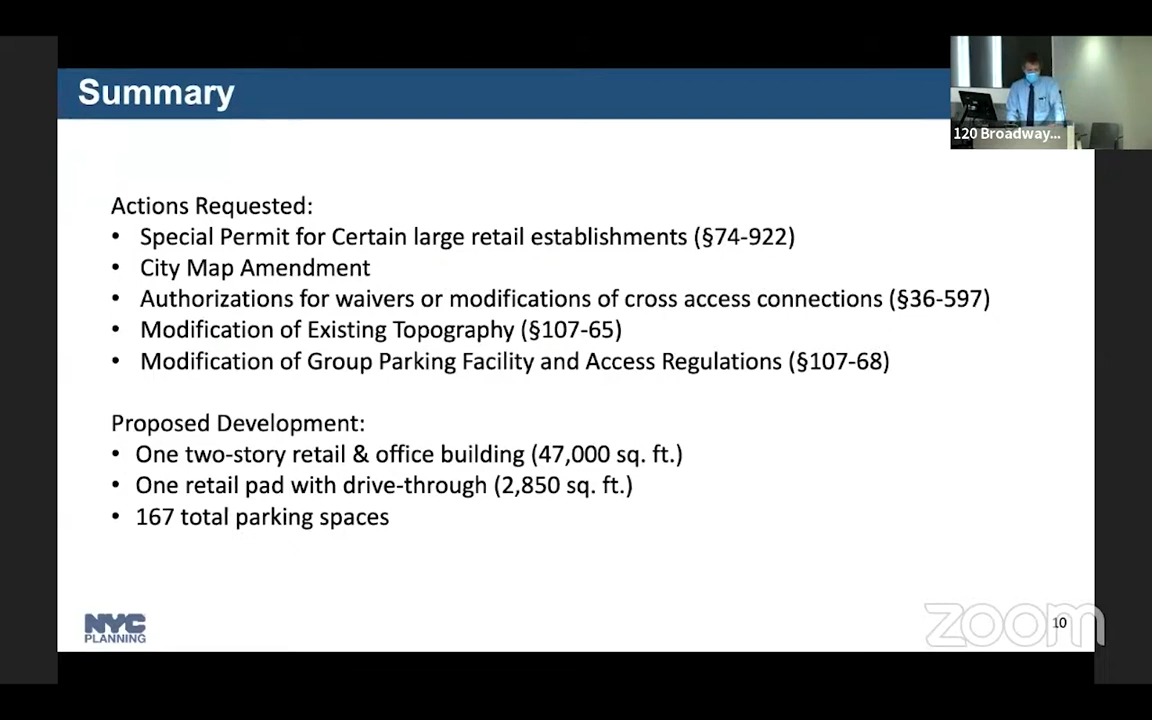 Summary
120 Broadway...
Actions Requested:
• Special Permit for Certain large retail establishments (§74-922)
• City Map Amendment
• Authorizations for waivers or modifications of cross access connections (§36-597)
• Modification of Existing Topography (§107-65)
• Modification of Group Parking Facility and Access Regulations (§107-68)
Proposed Development:
• One two-story retail & office building (47,000 sq. ft.)
• One retail pad with drive-through (2,850 sq. ft.)
• 167 total parking spaces
NYC
PLANNING
zoom
10